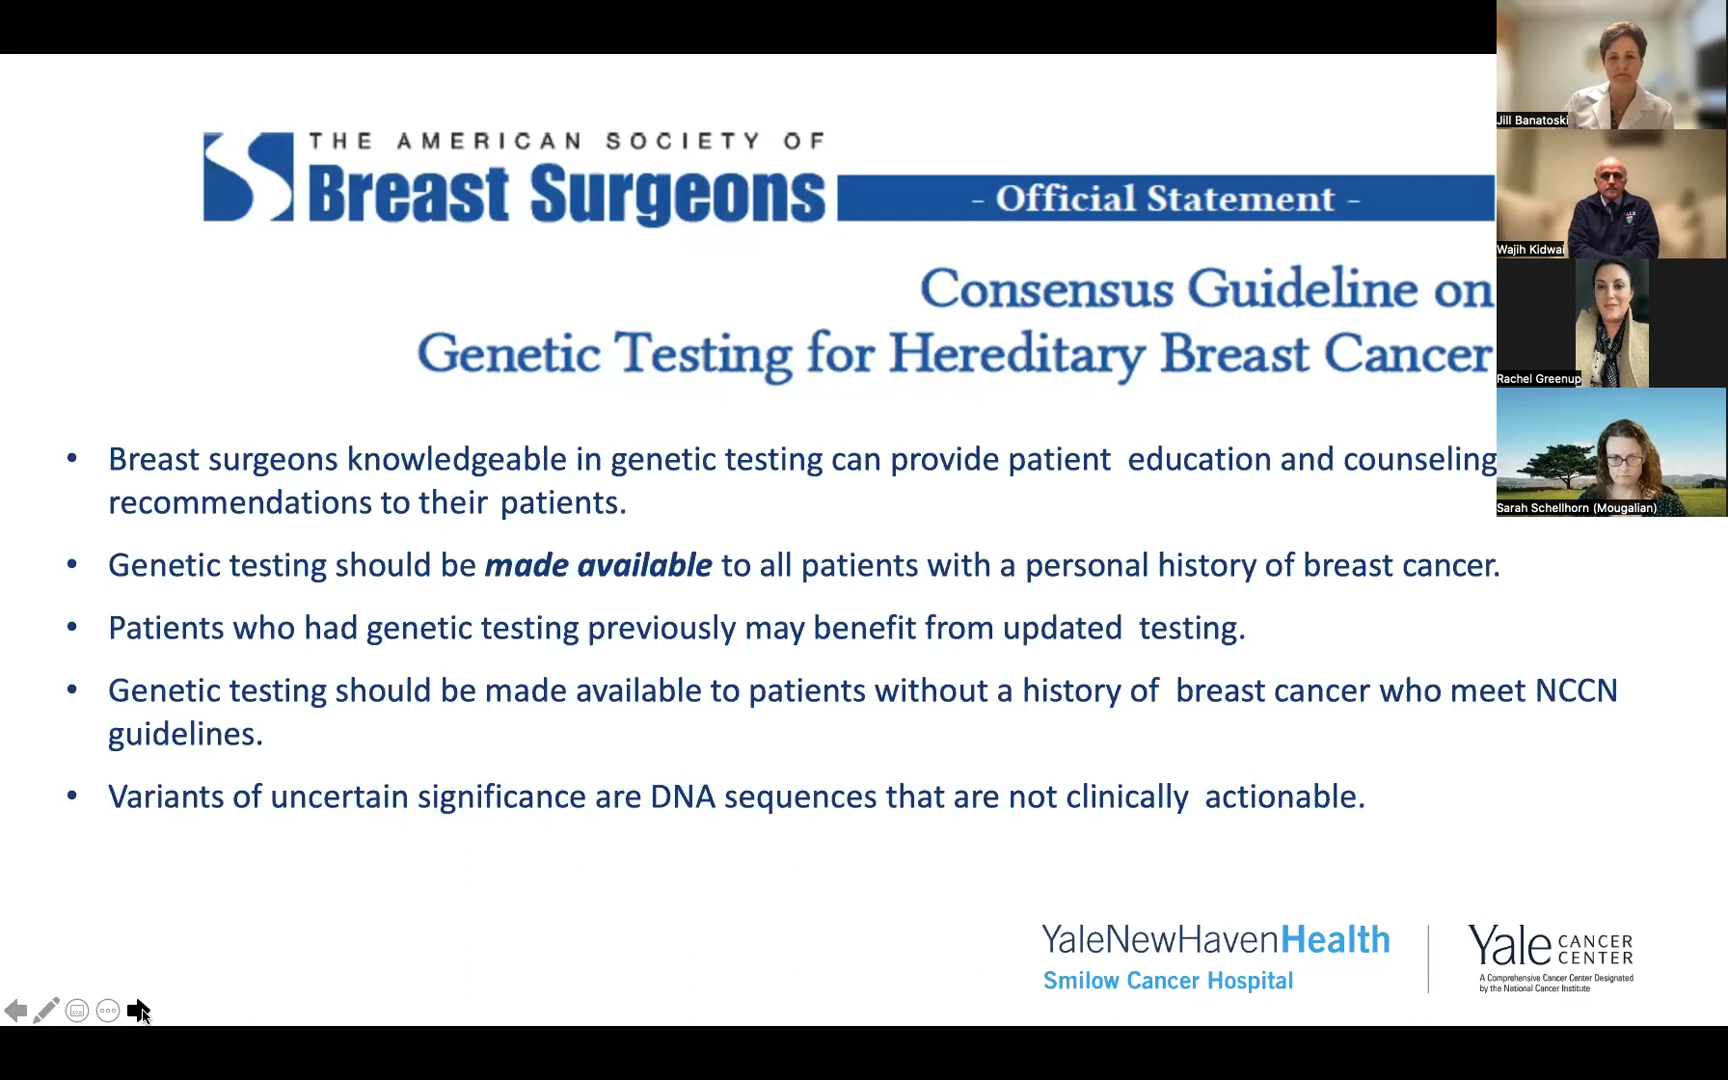 THE AMERICAN SOCIETY OF
Breast Surgeons
- Official Statement -
Consensus Guideline on
Genetic Testing for Hereditary Breast Cancer
• Breast surgeons knowledgeable in genetic testing can provide patient education and counseling
recommendations to their patients.
• Genetic testing should be made available to all patients with a personal history of breast cancer.
• Patients who had genetic testing previously may benefit from updated testing.
• Genetic testing should be made available to patients without a history of breast cancer who meet NCCN
guidelines.
• Variants of uncertain significance are DNA sequences that are not clinically actionable.
YaleNewHavenHealth
Smilow Cancer Hospital
Yale CANCER
CENTER
A Comprehensive Cancer Center Designated
by the National Cancer Institute
Jill Banatoski
Wajih Kidwai
Rachel Greenup
Sarah Schellhorn (Mougalian)